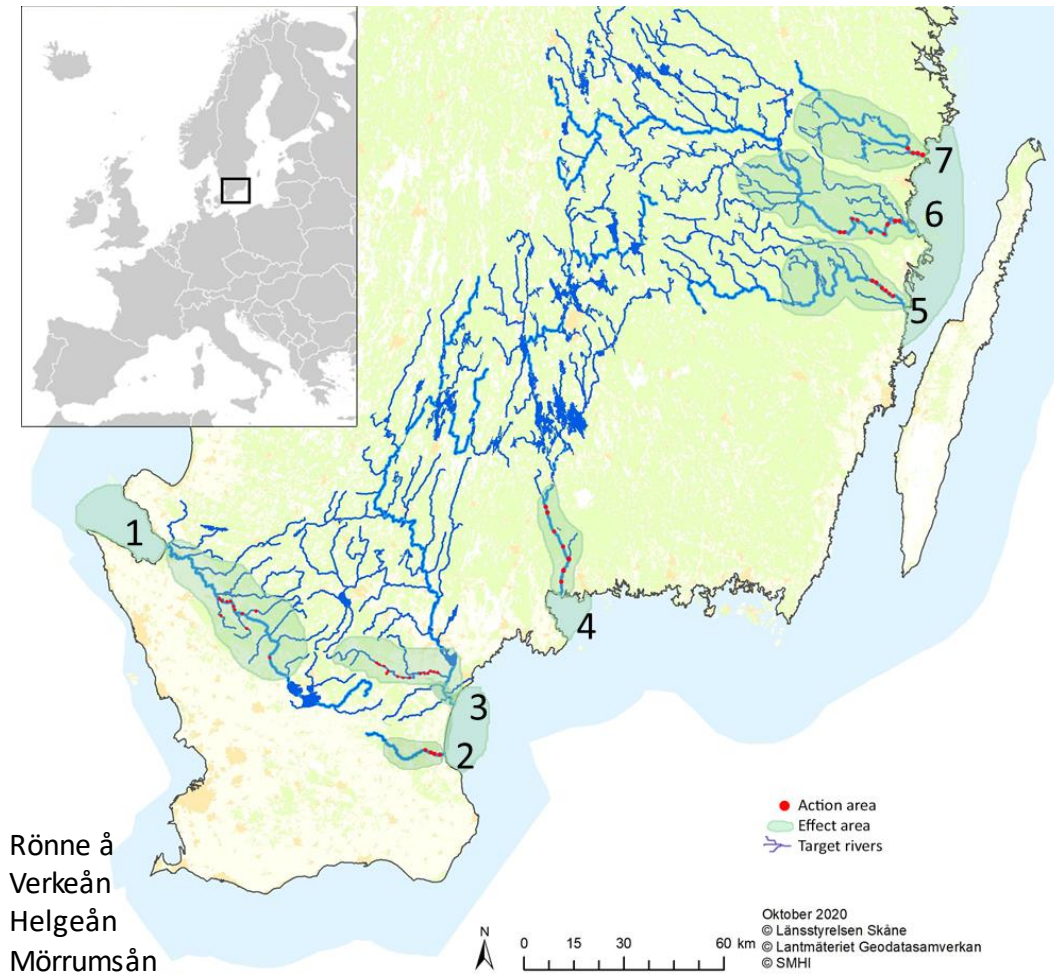 1
2
3
4
5
6
7
Action area
Effect area
Target rivers
Rönne å
Verkeån
Helgeån
Mörrumsån
N
0 15 30 60 km
Oktober 2020
© Länsstyrelsen Skåne
© Lantmäteriet Geodatasamverkan
© SMHI